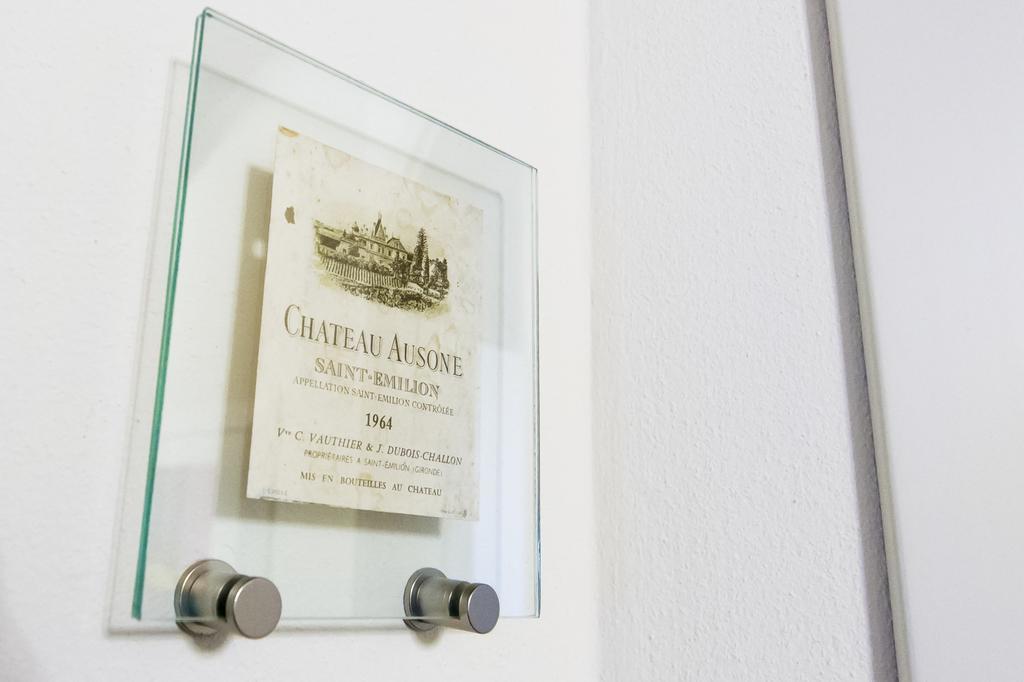 CHATEAU AUSONE
SAINT-EMILION
APPELLATION SAINT-EMILION CONTRÔLÉE
1964
Vve C. VAUTHIER & J. DUBOIS-CHALLON
PROPRIÉTAIRES A SAINT-ÉMILION (GIRONDE)
MIS EN BOUTEILLES AU CHATEAU